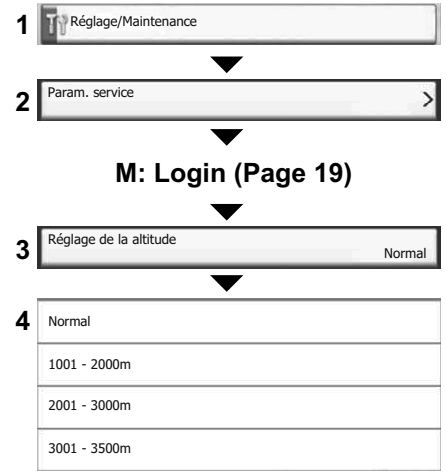 1 Réglage/Maintenance
2 Param. service >
M: Login (Page 19)
3 Réglage de la altitude Normal
4 Normal
1001 - 2000m
2001 - 3000m
3001 - 3500m